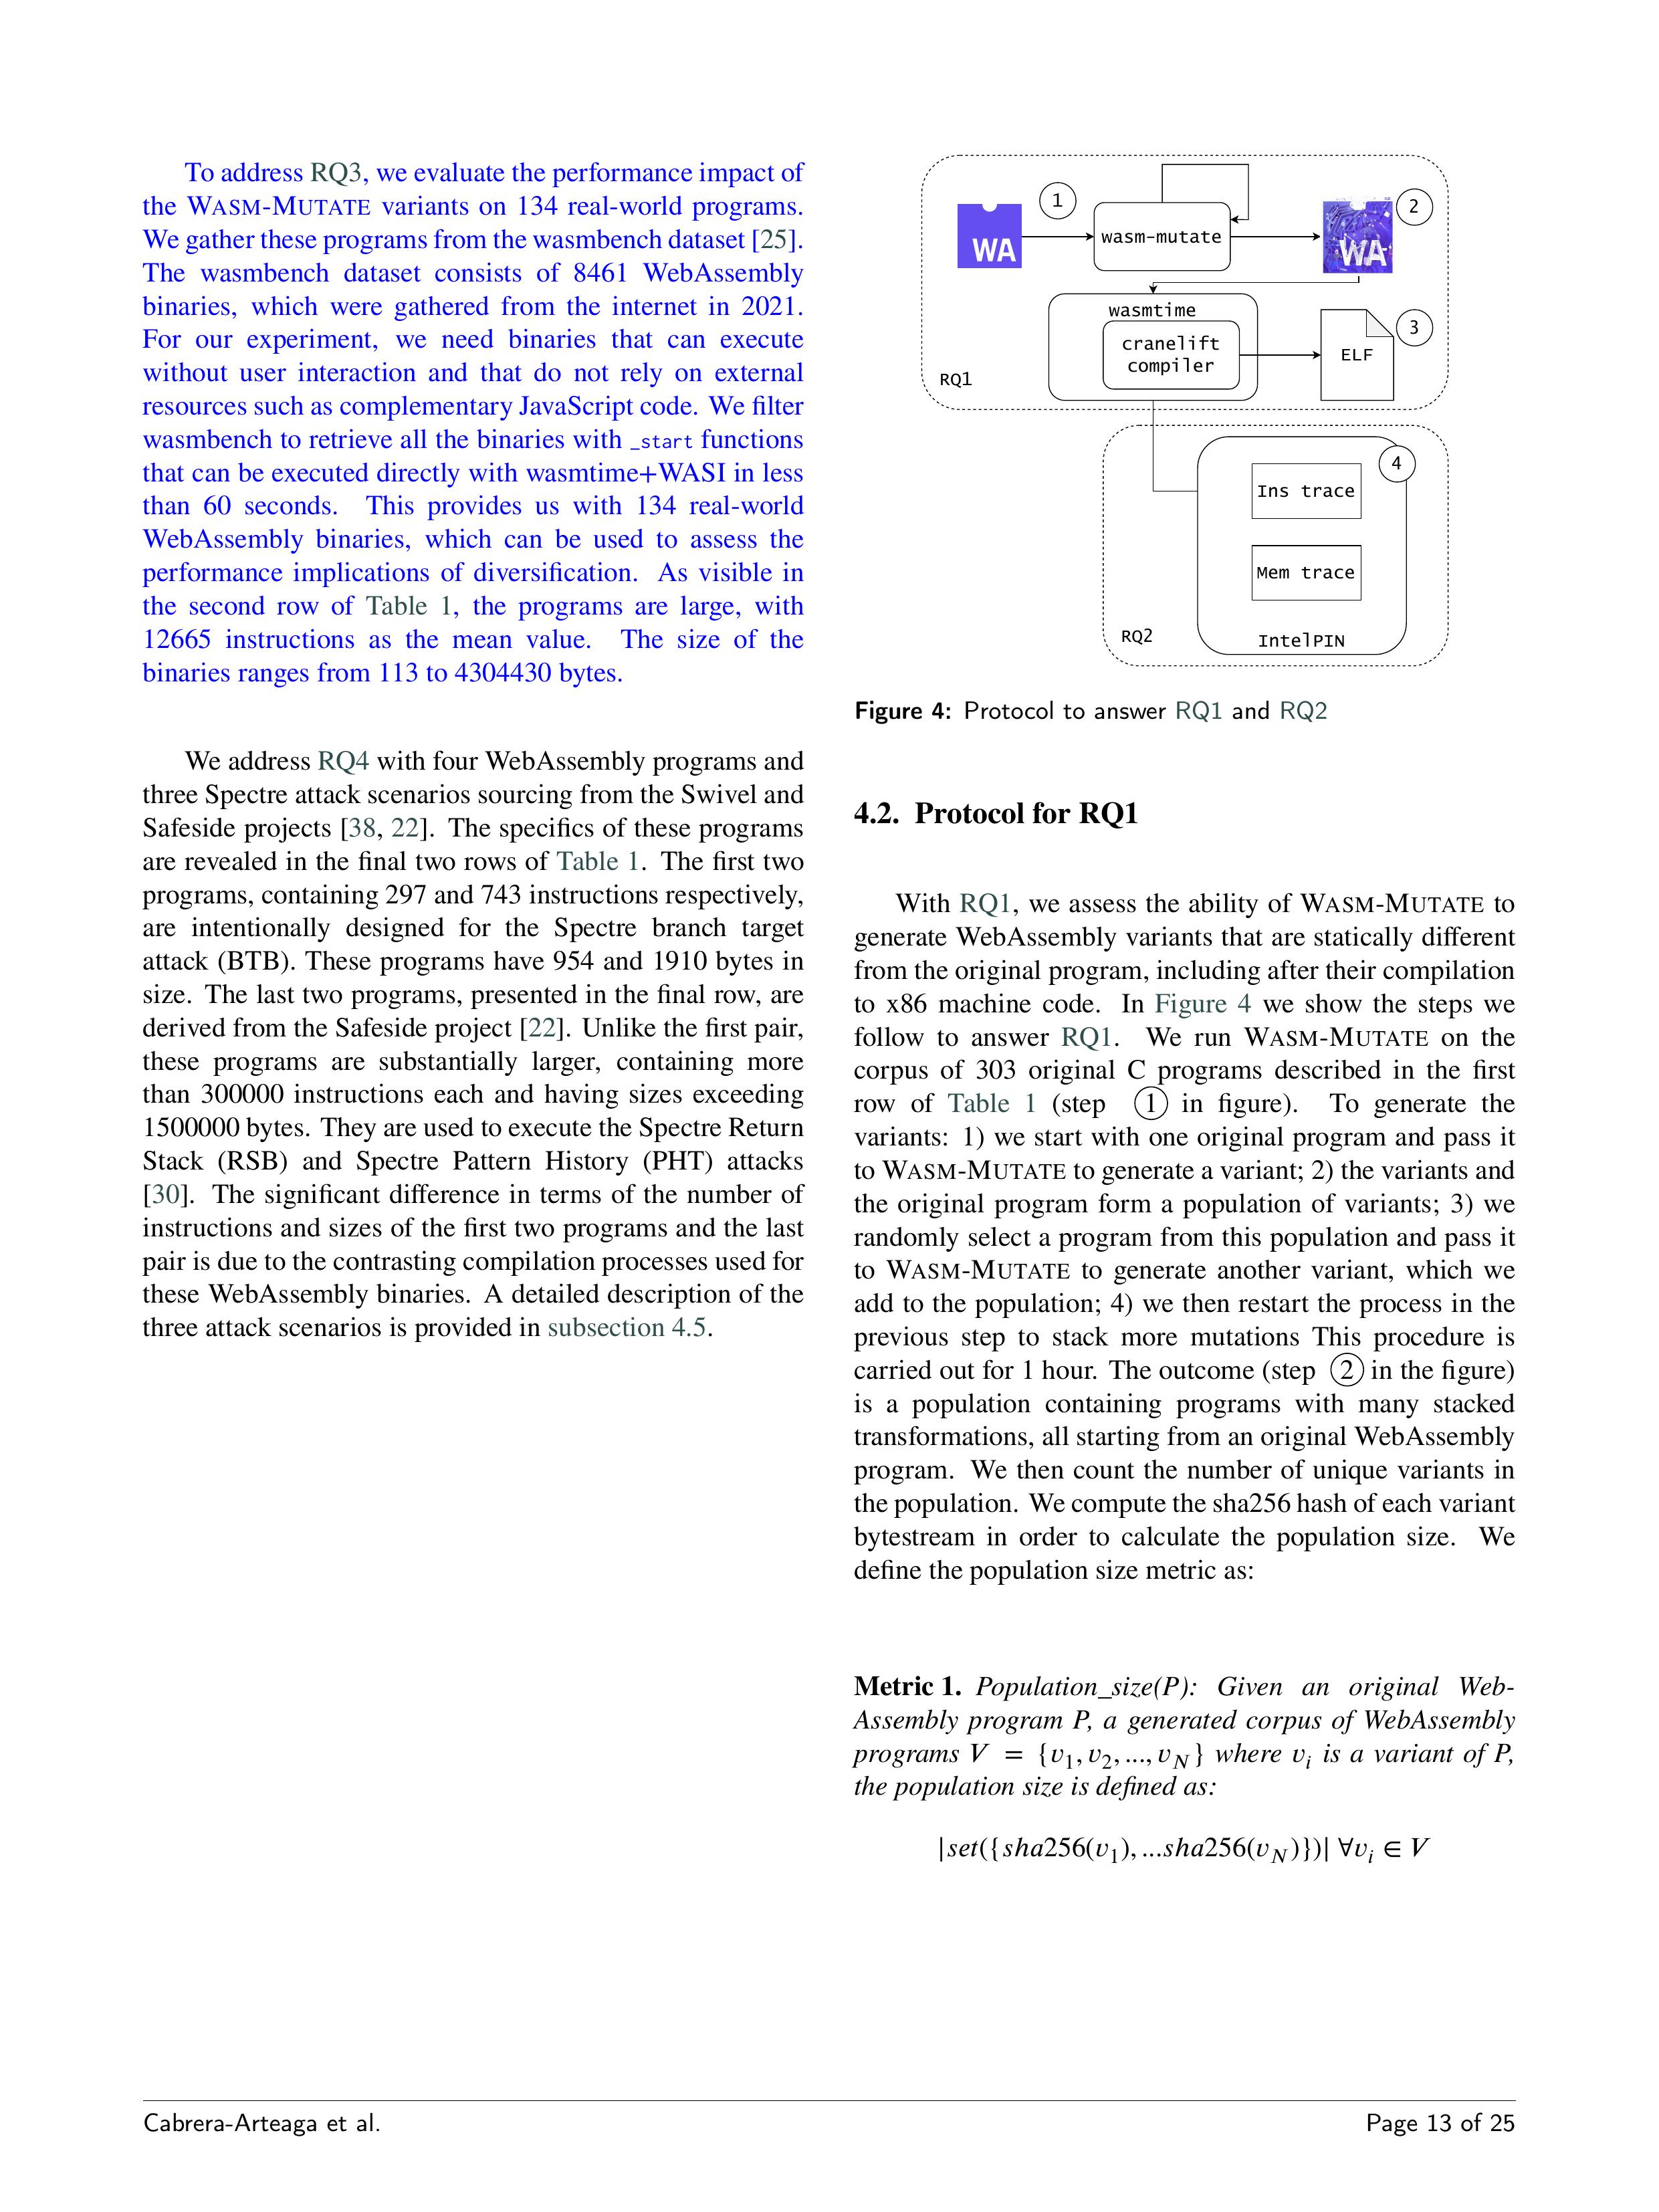 To address RQ3, we evaluate the performance impact of
the WASM-MUTATE variants on 134 real-world programs.
We gather these programs from the wasmbench dataset [25].
The wasmbench dataset consists of 8461 WebAssembly
binaries, which were gathered from the internet in 2021.
For our experiment, we need binaries that can execute
without user interaction and that do not rely on external
resources such as complementary JavaScript code. We filter
wasmbench to retrieve all the binaries with _start functions
that can be executed directly with wasmtime+WASI in less
than 60 seconds. This provides us with 134 real-world
WebAssembly binaries, which can be used to assess the
performance implications of diversification. As visible in
the second row of Table 1, the programs are large, with
12665 instructions as the mean value. The size of the
binaries ranges from 113 to 4304430 bytes.
We address RQ4 with four WebAssembly programs and
three Spectre attack scenarios sourcing from the Swivel and
Safeside projects [38, 22]. The specifics of these programs
are revealed in the final two rows of Table 1. The first two
programs, containing 297 and 743 instructions respectively,
are intentionally designed for the Spectre branch target
attack (BTB). These programs have 954 and 1910 bytes in
size. The last two programs, presented in the final row, are
derived from the Safeside project [22]. Unlike the first pair,
these programs are substantially larger, containing more
than 300000 instructions each and having sizes exceeding
1500000 bytes. They are used to execute the Spectre Return
Stack (RSB) and Spectre Pattern History (PHT) attacks
[30]. The significant difference in terms of the number of
instructions and sizes of the first two programs and the last
pair is due to the contrasting compilation processes used for
these WebAssembly binaries. A detailed description of the
three attack scenarios is provided in subsection 4.5.
1
2
WA
wasm-mutate
WA
wasmtime
3
cranelift
compiler
ELF
RQ1
4
Ins trace
Mem trace
RQ2
IntelPIN
Figure 4: Protocol to answer RQ1 and RQ2
4.2. Protocol for RQ1
With RQ1, we assess the ability of WASM-MUTATE to
generate WebAssembly variants that are statically different
from the original program, including after their compilation
to x86 machine code. In Figure 4 we show the steps we
follow to answer RQ1. We run WASM-MUTATE on the
corpus of 303 original C programs described in the first
row of Table 1 (step ① in figure). To generate the
variants: 1) we start with one original program and pass it
to WASM-MUTATE to generate a variant; 2) the variants and
the original program form a population of variants; 3) we
randomly select a program from this population and pass it
to WASM-MUTATE to generate another variant, which we
add to the population; 4) we then restart the process in the
previous step to stack more mutations This procedure is
carried out for 1 hour. The outcome (step ② in the figure)
is a population containing programs with many stacked
transformations, all starting from an original WebAssembly
program. We then count the number of unique variants in
the population. We compute the sha256 hash of each variant
bytestream in order to calculate the population size. We
define the population size metric as:
Metric 1. Population_size(P): Given an original Web-
Assembly program P, a generated corpus of WebAssembly
programs V = {v₁, v₂, ..., v_N} where v_i is a variant of P,
the population size is defined as:
|set({sha256(v₁), ...sha256(v_N)})| ∀v_i ∈ V
Cabrera-Arteaga et al.
Page 13 of 25